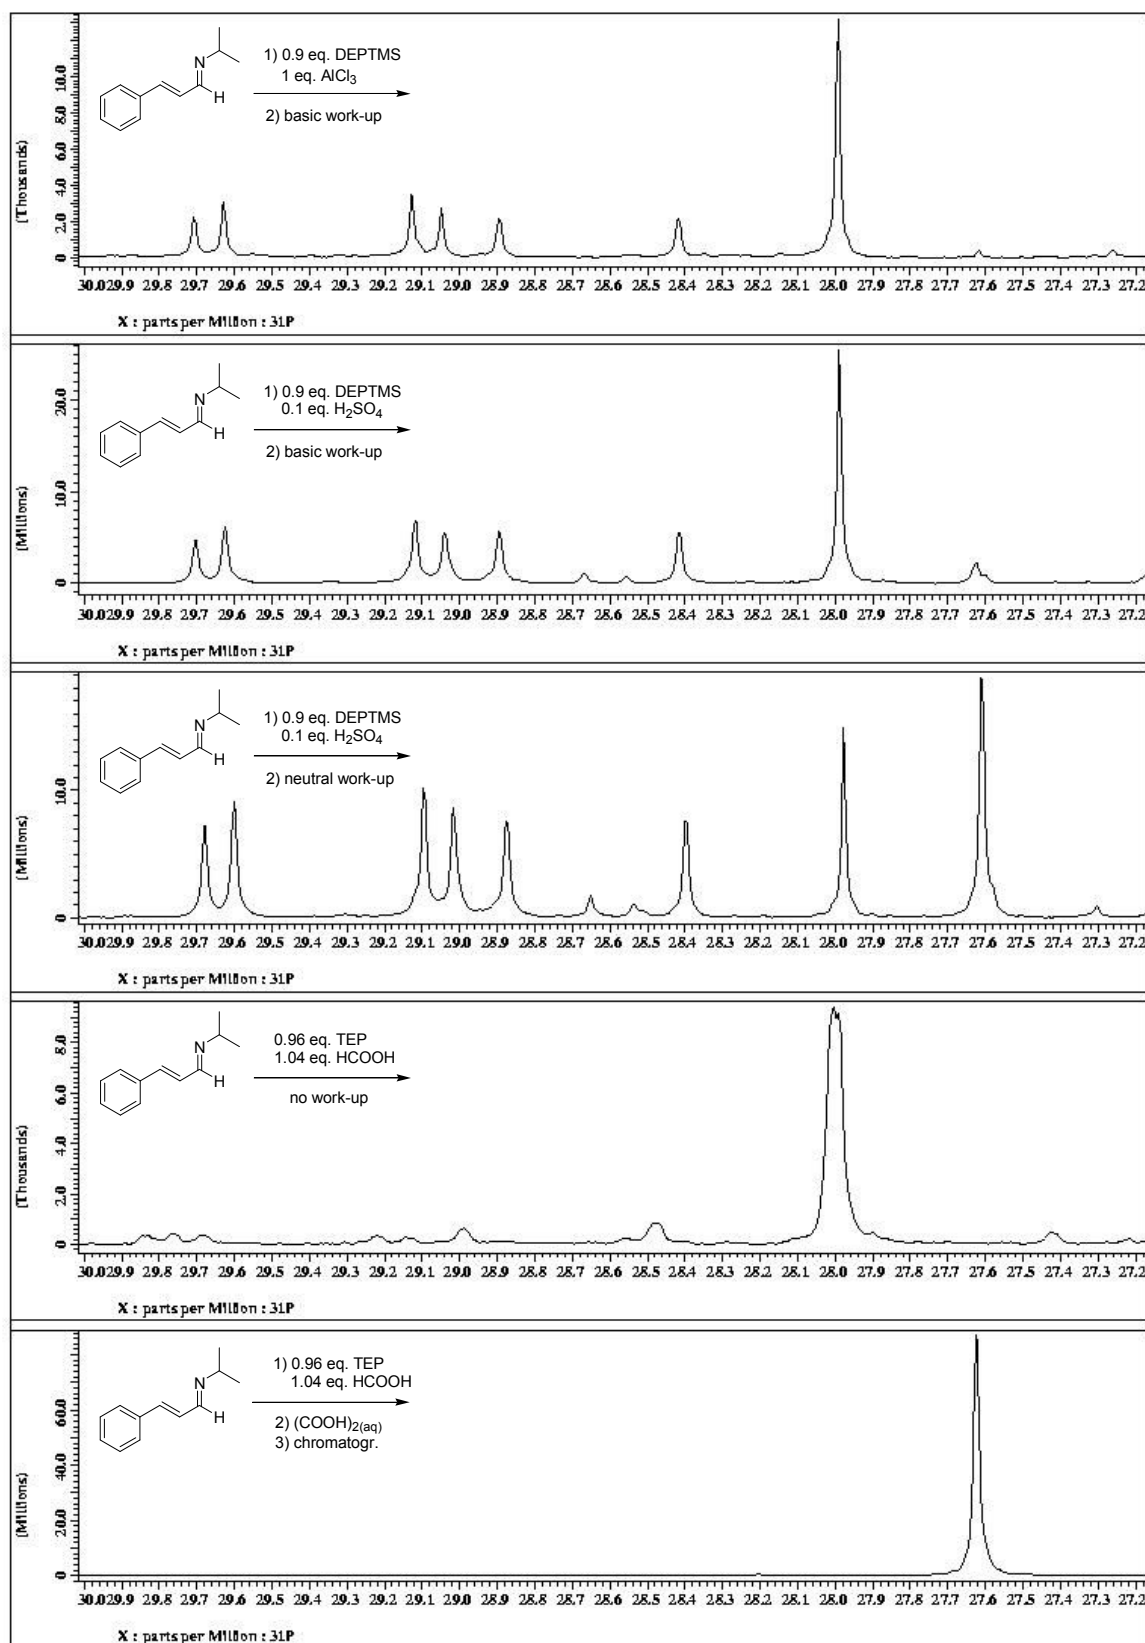 N
H
1) 0.9 eq. DEPTMS
1 eq. AlCl3
2) basic work-up
(Thousands)
10.0
8.0
6.0
4.0
2.0
0
30.0 29.9 29.8 29.7 29.6 29.5 29.4 29.3 29.2 29.1 29.0 28.9 28.8 28.7 28.6 28.5 28.4 28.3 28.2 28.1 28.0 27.9 27.8 27.7 27.6 27.5 27.4 27.3 27.2
X : parts per Million : 31P
N
H
1) 0.9 eq. DEPTMS
0.1 eq. H2SO4
2) basic work-up
(Millions)
20.0
10.0
0
30.0 29.9 29.8 29.7 29.6 29.5 29.4 29.3 29.2 29.1 29.0 28.9 28.8 28.7 28.6 28.5 28.4 28.3 28.2 28.1 28.0 27.9 27.8 27.7 27.6 27.5 27.4 27.3 27.2
X : parts per Million : 31P
N
H
1) 0.9 eq. DEPTMS
0.1 eq. H2SO4
2) neutral work-up
(Millions)
10.0
0
30.0 29.9 29.8 29.7 29.6 29.5 29.4 29.3 29.2 29.1 29.0 28.9 28.8 28.7 28.6 28.5 28.4 28.3 28.2 28.1 28.0 27.9 27.8 27.7 27.6 27.5 27.4 27.3 27.2
X : parts per Million : 31P
N
H
0.96 eq. TEP
1.04 eq. HCOOH
no work-up
(Thousands)
8.0
6.0
4.0
2.0
0
30.0 29.9 29.8 29.7 29.6 29.5 29.4 29.3 29.2 29.1 29.0 28.9 28.8 28.7 28.6 28.5 28.4 28.3 28.2 28.1 28.0 27.9 27.8 27.7 27.6 27.5 27.4 27.3 27.2
X : parts per Million : 31P
N
H
1) 0.96 eq. TEP
1.04 eq. HCOOH
2) (COOH)2(aq)
3) chromatogr.
(Millions)
60.0
40.0
20.0
0
30.0 29.9 29.8 29.7 29.6 29.5 29.4 29.3 29.2 29.1 29.0 28.9 28.8 28.7 28.6 28.5 28.4 28.3 28.2 28.1 28.0 27.9 27.8 27.7 27.6 27.5 27.4 27.3 27.2
X : parts per Million : 31P